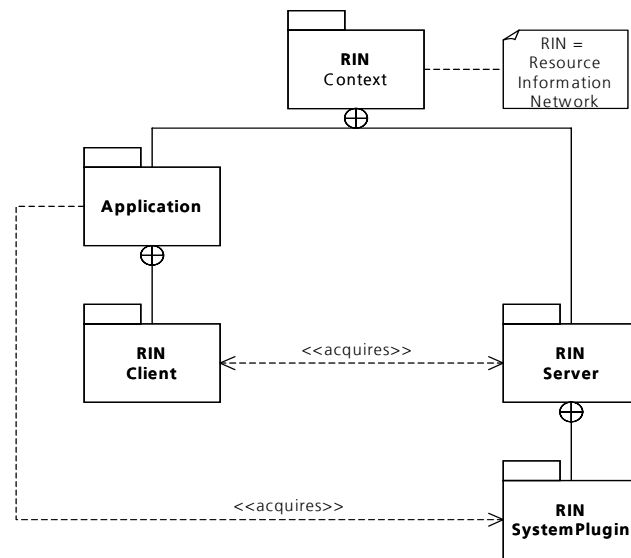 RIN
Context
RIN =
Resource
Information
Network
Application
RIN
Client
<<acquires>>
RIN
Server
<<acquires>>
RIN
SystemPlugin